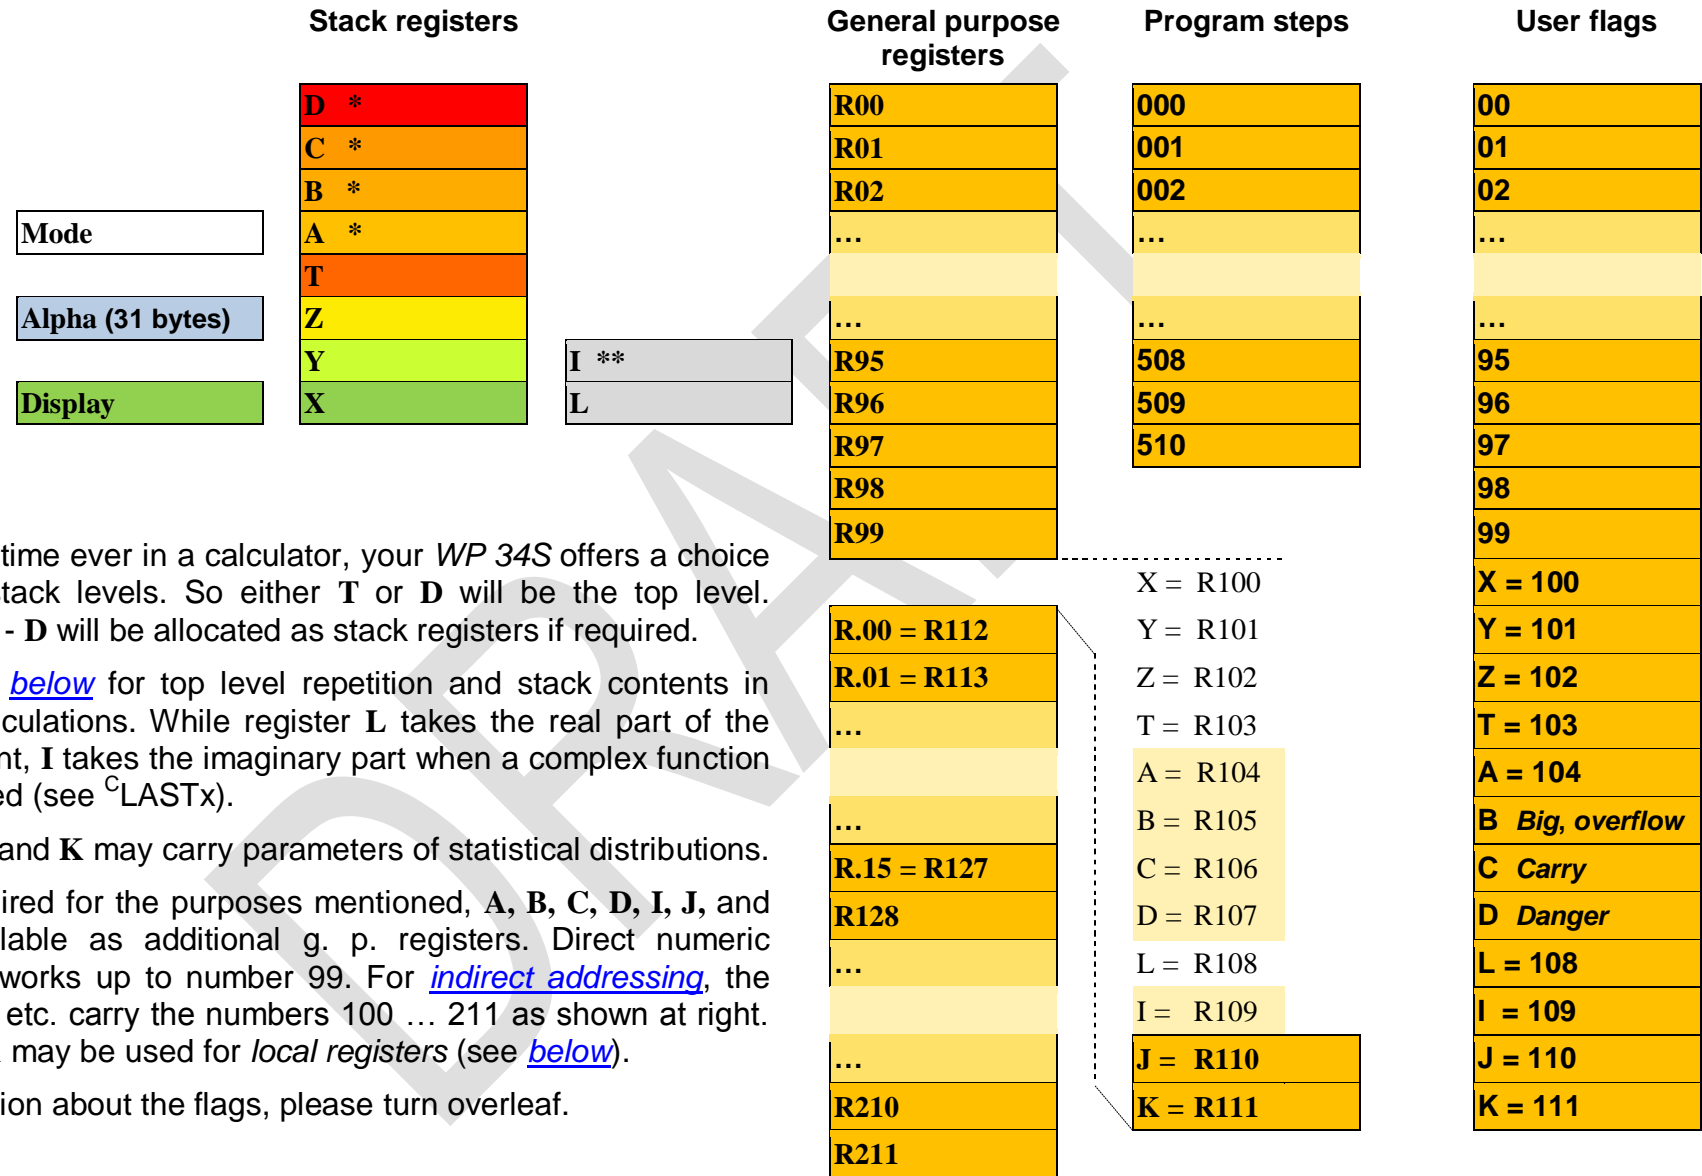 Stack registers
General purpose
registers
Program steps
User flags
D *
C *
B *
A *
T
Z
Y
X
Mode
Alpha (31 bytes)
Display
I **
L
R00
R01
R02
…
…
R95
R96
R97
R98
R99
R.00 = R112
R.01 = R113
…
…
R.15 = R127
R128
…
…
R210
R211
000
001
002
…
…
508
509
510
X = R100
Y = R101
Z = R102
T = R103
A = R104
B = R105
C = R106
D = R107
L = R108
I = R109
J = R110
K = R111
00
01
02
…
…
95
96
97
98
99
X = 100
Y = 101
Z = 102
T = 103
A = 104
B Big, overflow
C Carry
D Danger
L = 108
I = 109
J = 110
K = 111
time ever in a calculator, your WP 34S offers a choice
stack levels. So either T or D will be the top level.
- D will be allocated as stack registers if required.
below for top level repetition and stack contents in
culations. While register L takes the real part of the
nt, I takes the imaginary part when a complex function
ed (see CLASTx).
and K may carry parameters of statistical distributions.
ired for the purposes mentioned, A, B, C, D, I, J, and
lable as additional g. p. registers. Direct numeric
works up to number 99. For indirect addressing, the
etc. carry the numbers 100 … 211 as shown at right.
may be used for local registers (see below).
tion about the flags, please turn overleaf.
DRAFT